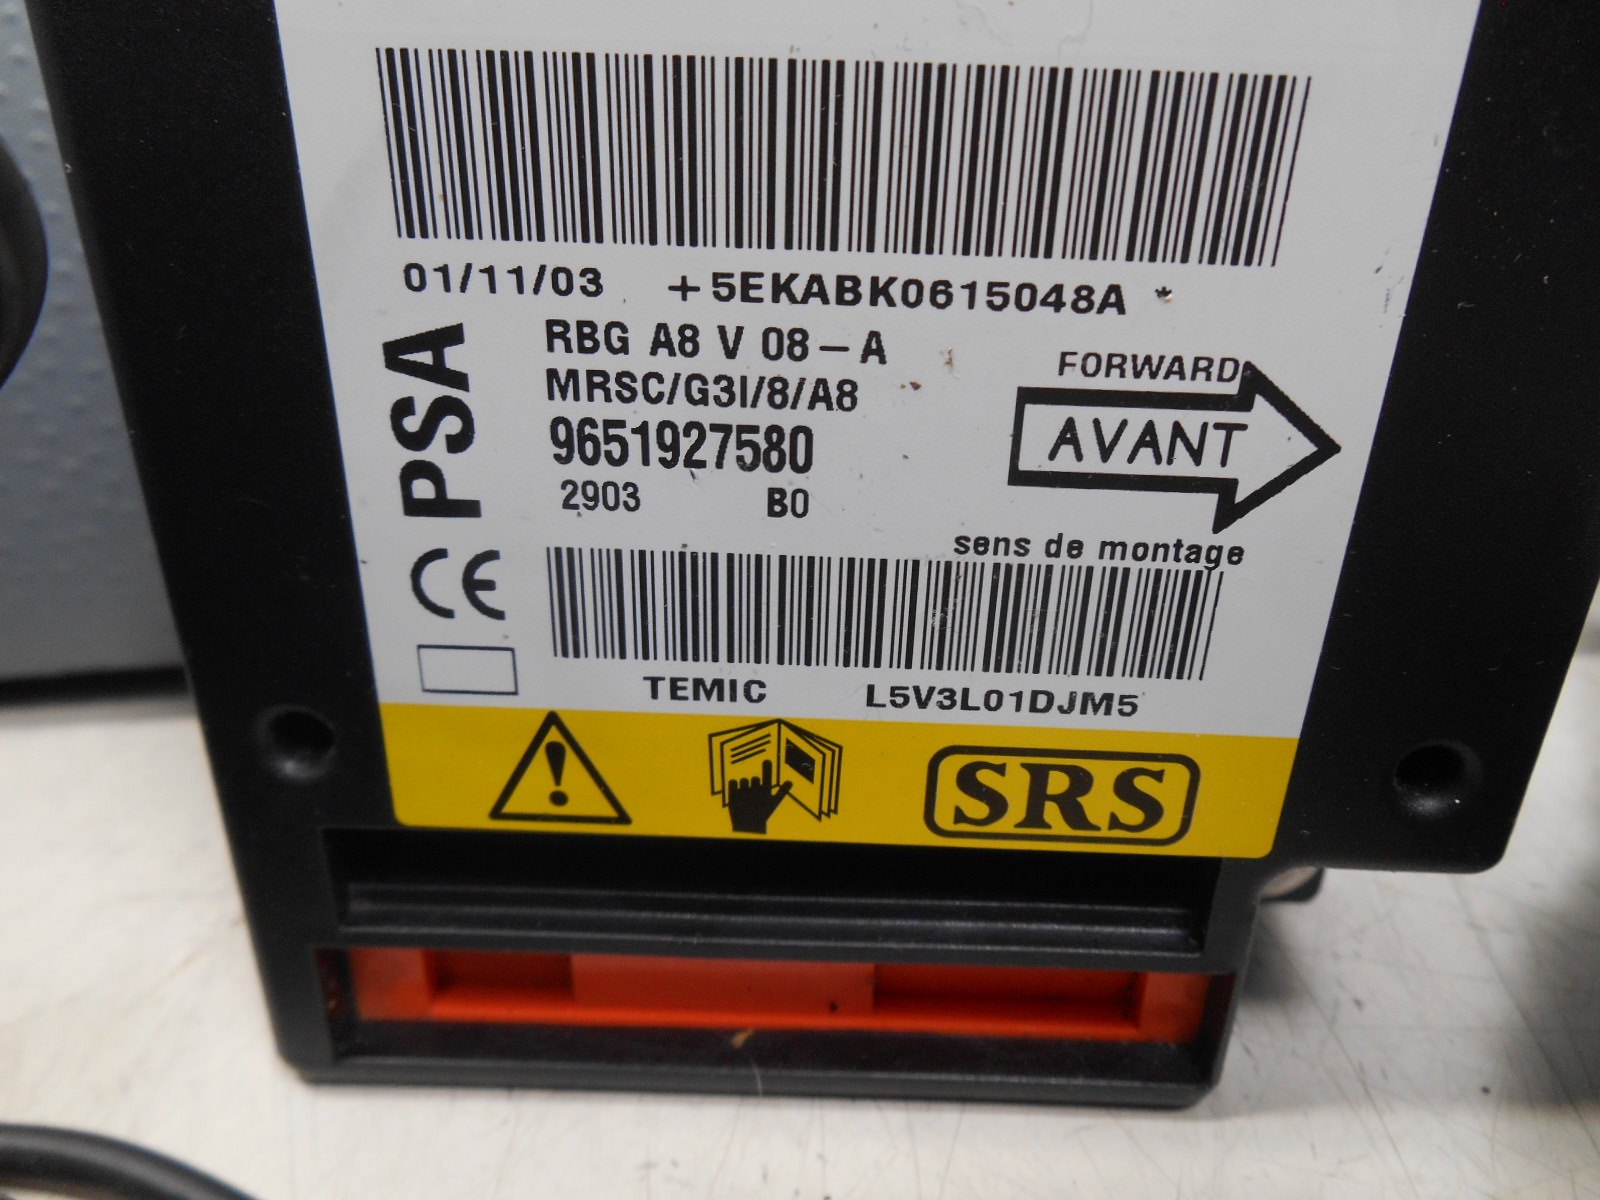 01/11/03 +5EKABK0615048A *
PSA
RBG A8 V 08-A
MRSC/G3I/8/A8
9651927580
2903 B0
FORWARD
AVANT
sens de montage
CE
TEMIC L5V3L01DJM5
SRS